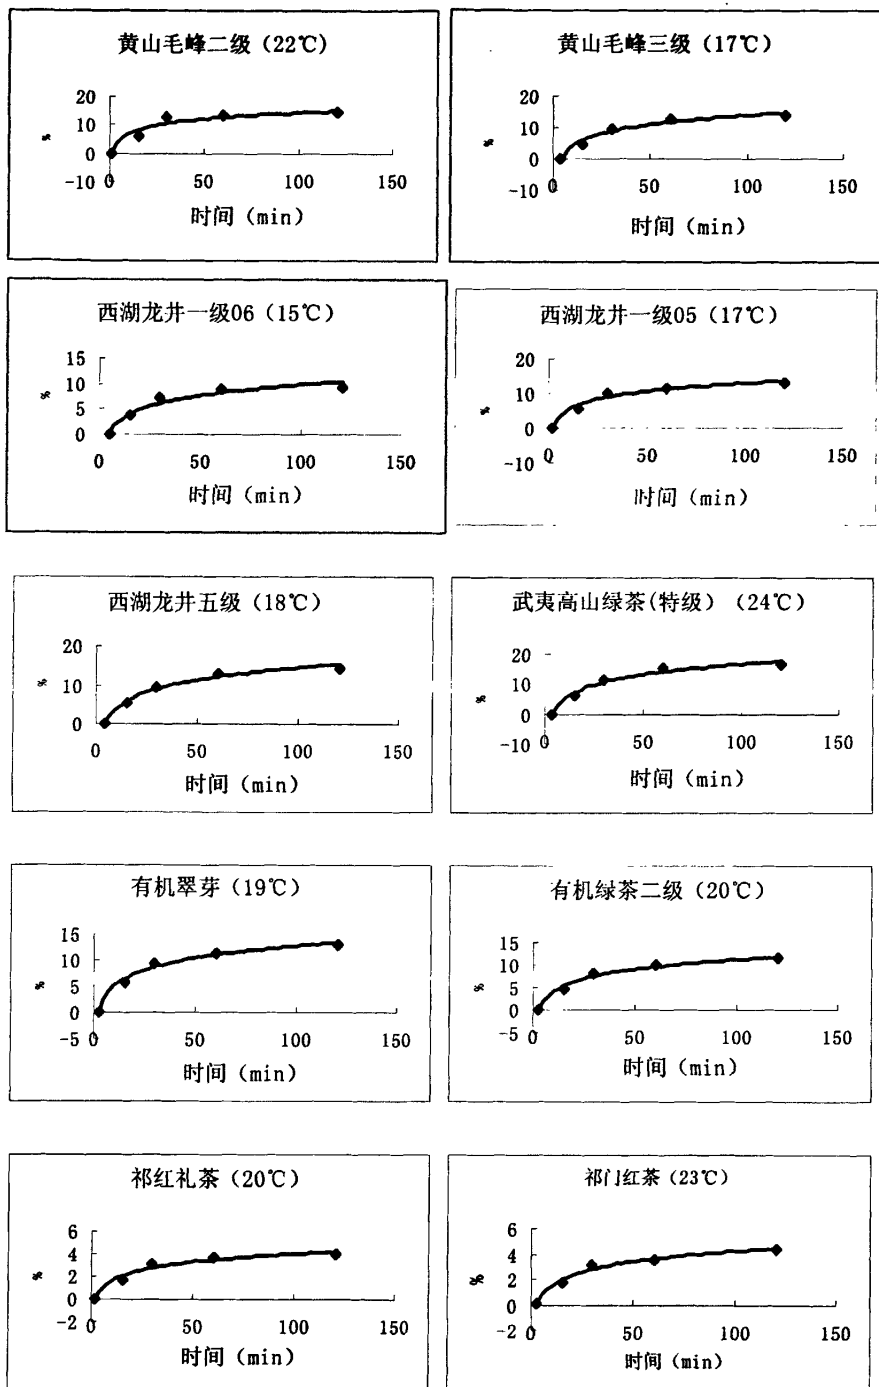 黄山毛峰二级（22℃）
20
10
0
-10
%
0 50 100 150
时间（min）
黄山毛峰三级（17℃）
20
10
0
-10
%
0 50 100 150
时间（min）
西湖龙井一级06（15℃）
15
10
5
0
%
0 50 100 150
时间（min）
西湖龙井一级05（17℃）
20
10
0
-10
%
0 50 100 150
时间（min）
西湖龙井五级（18℃）
20
10
0
%
0 50 100 150
时间（min）
武夷高山绿茶(特级）（24℃）
20
10
0
-10
%
0 50 100 150
时间（min）
有机翠芽（19℃）
15
10
5
0
-5
%
0 50 100 150
时间（min）
有机绿茶二级（20℃）
15
10
5
0
-5
%
0 50 100 150
时间（min）
祁红礼茶（20℃）
6
4
2
0
-2
%
0 50 100 150
时间（min）
祁门红茶（23℃）
6
4
2
0
-2
%
0 50 100 150
时间（min）